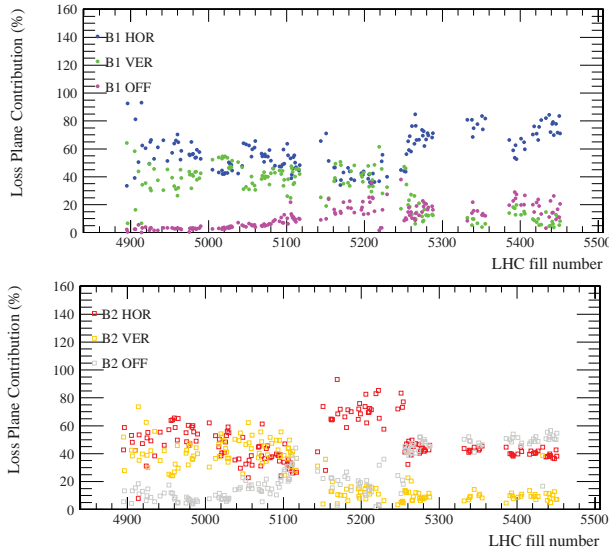 Loss Plane Contribution (%)
160
140
120
100
80
60
40
20
0
B1 HOR
B1 VER
B1 OFF
4900 5000 5100 5200 5300 5400 5500
LHC fill number
Loss Plane Contribution (%)
160
140
120
100
80
60
40
20
0
B2 HOR
B2 VER
B2 OFF
4900 5000 5100 5200 5300 5400 5500
LHC fill number